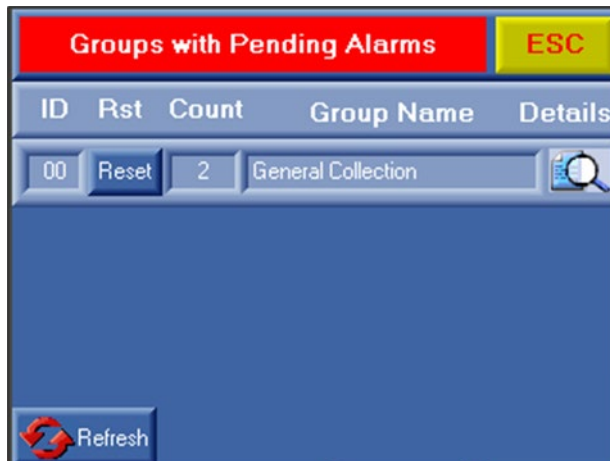 Groups with Pending Alarms ESC
ID Rst Count Group Name Details
00 Reset 2 General Collection
Refresh